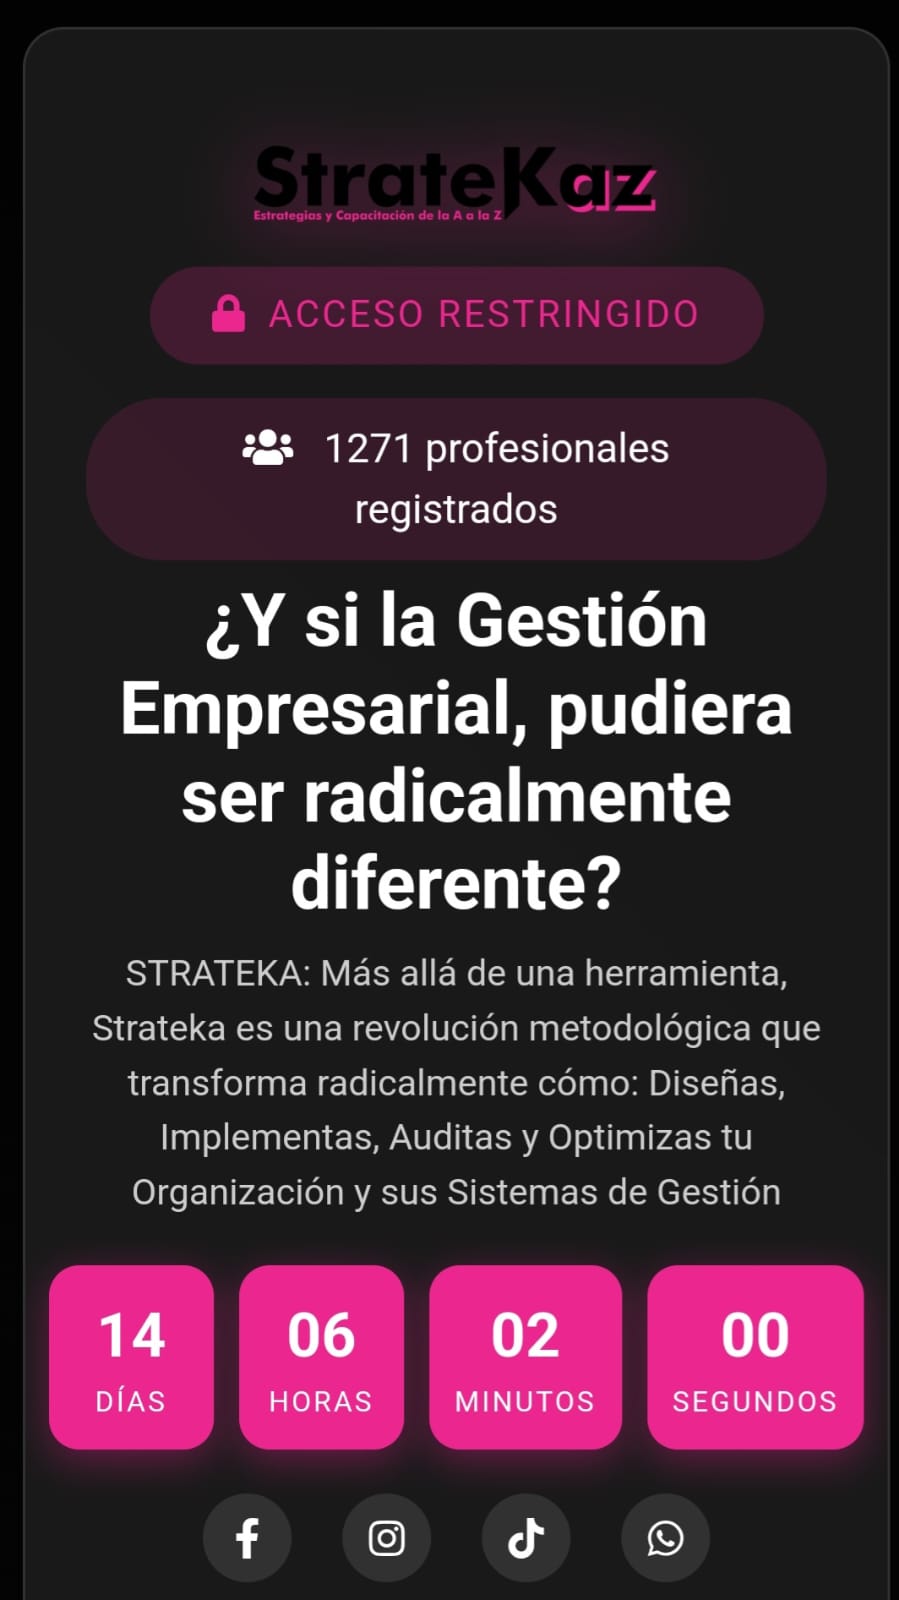 StrateKaz
Estrategias y Capacitación de la A a la Z
ACCESO RESTRINGIDO
1271 profesionales
registrados
¿Y si la Gestión
Empresarial, pudiera
ser radicalmente
diferente?
STRATEKA: Más allá de una herramienta,
Strateka es una revolución metodológica que
transforma radicalmente cómo: Diseñas,
Implementas, Auditas y Optimizas tu
Organización y sus Sistemas de Gestión
14 06 02 00
DÍAS HORAS MINUTOS SEGUNDOS